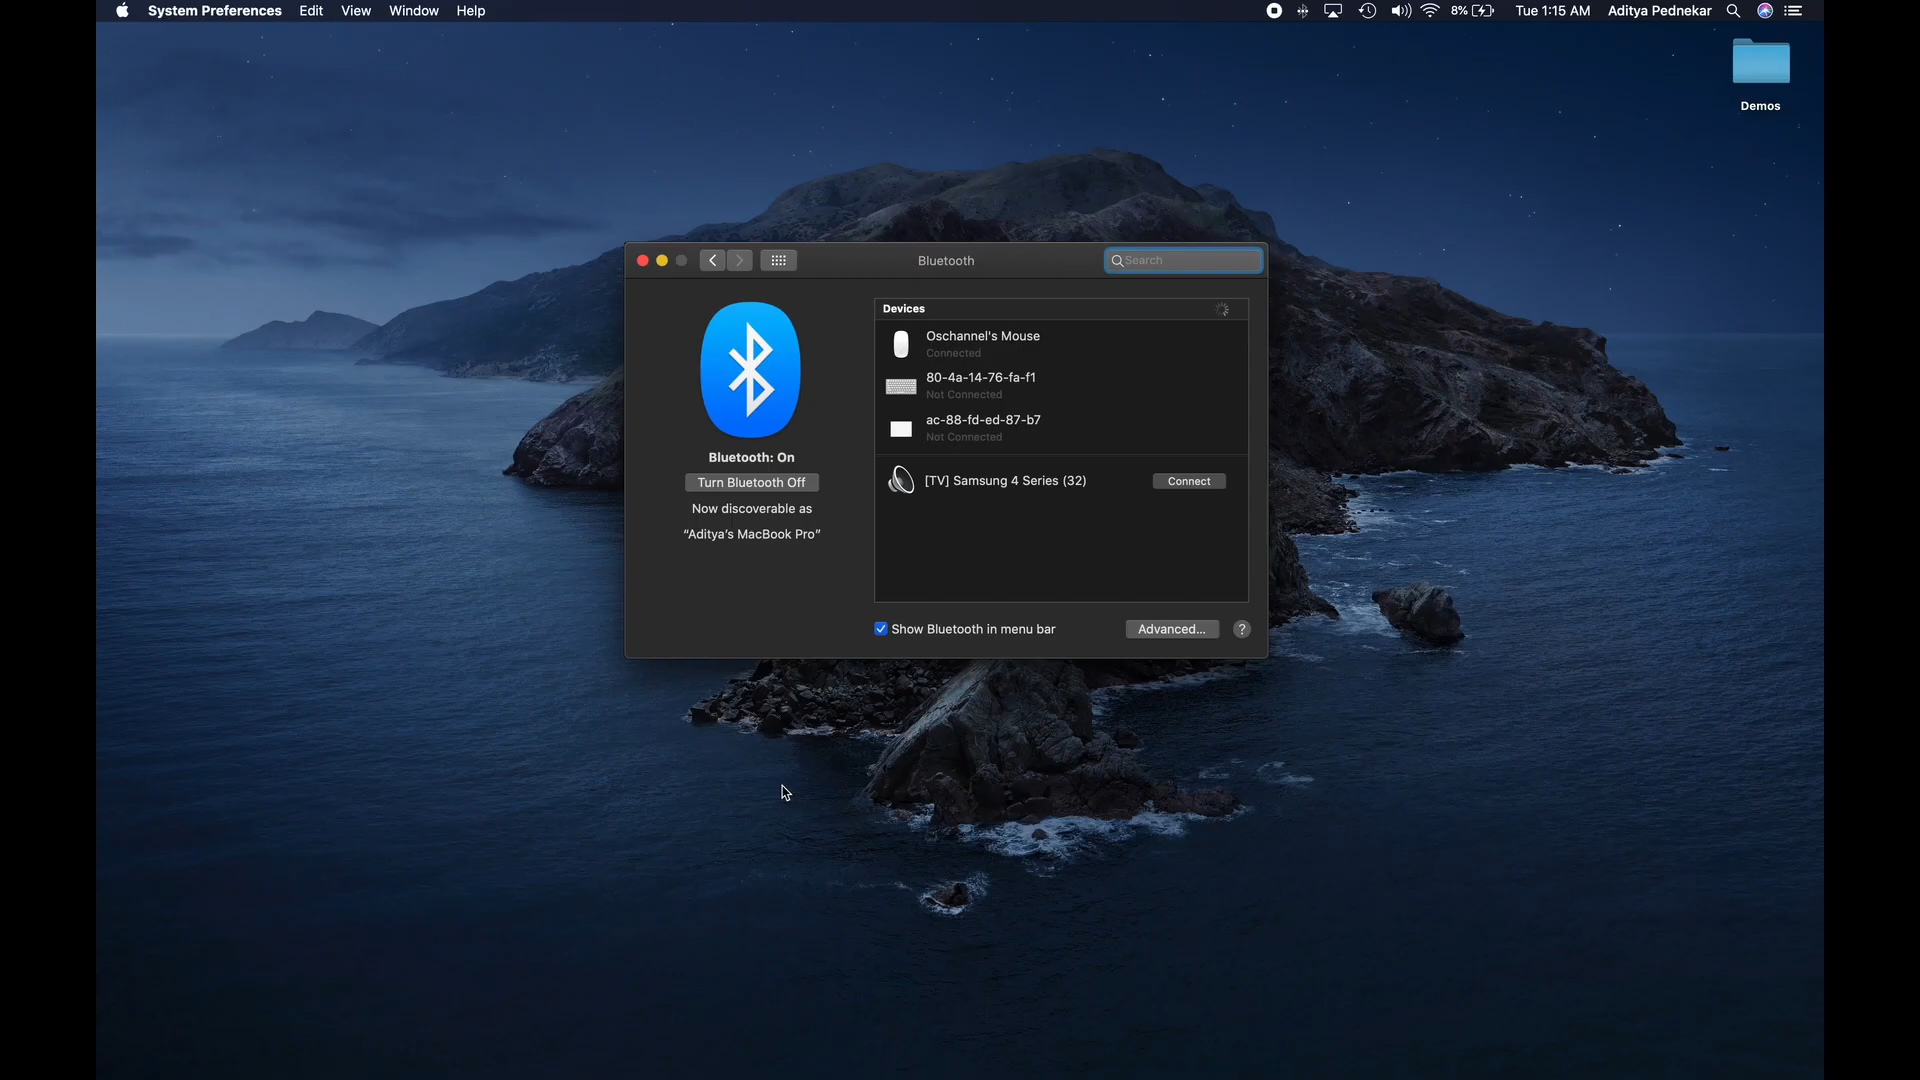 System Preferences Edit View Window Help
8% Tue 1:15 AM Aditya Pednekar
Demos
Bluetooth
Search
Bluetooth: On
Turn Bluetooth Off
Now discoverable as
“Aditya’s MacBook Pro”
Devices
Oschannel's Mouse
Connected
80-4a-14-76-fa-f1
Not Connected
ac-88-fd-ed-87-b7
Not Connected
[TV] Samsung 4 Series (32) Connect
Show Bluetooth in menu bar
Advanced... ?